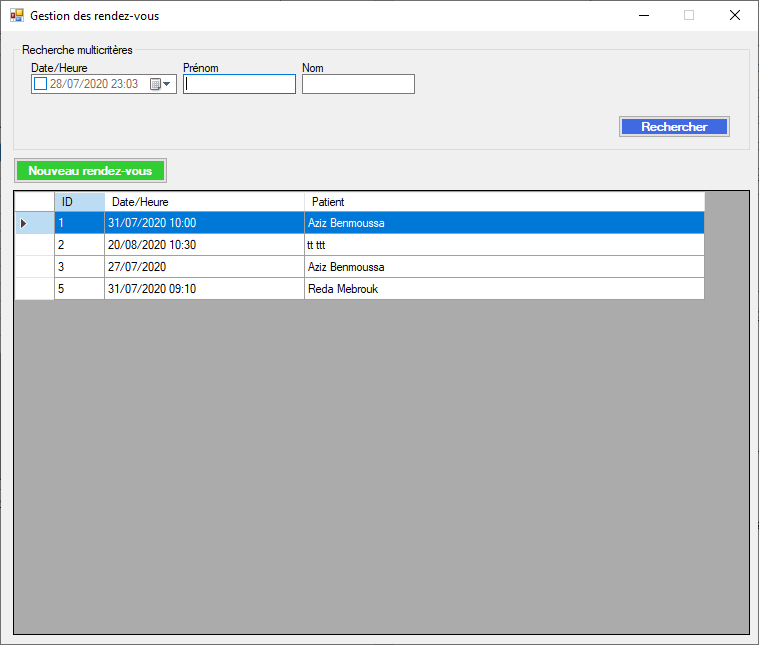 Gestion des rendez-vous
Recherche multicritères
Date/Heure Prénom Nom
28/07/2020 23:03
Rechercher
Nouveau rendez-vous
ID Date/Heure Patient
1 31/07/2020 10:00 Aziz Benmoussa
2 20/08/2020 10:30 tt ttt
3 27/07/2020 Aziz Benmoussa
5 31/07/2020 09:10 Reda Mebrouk